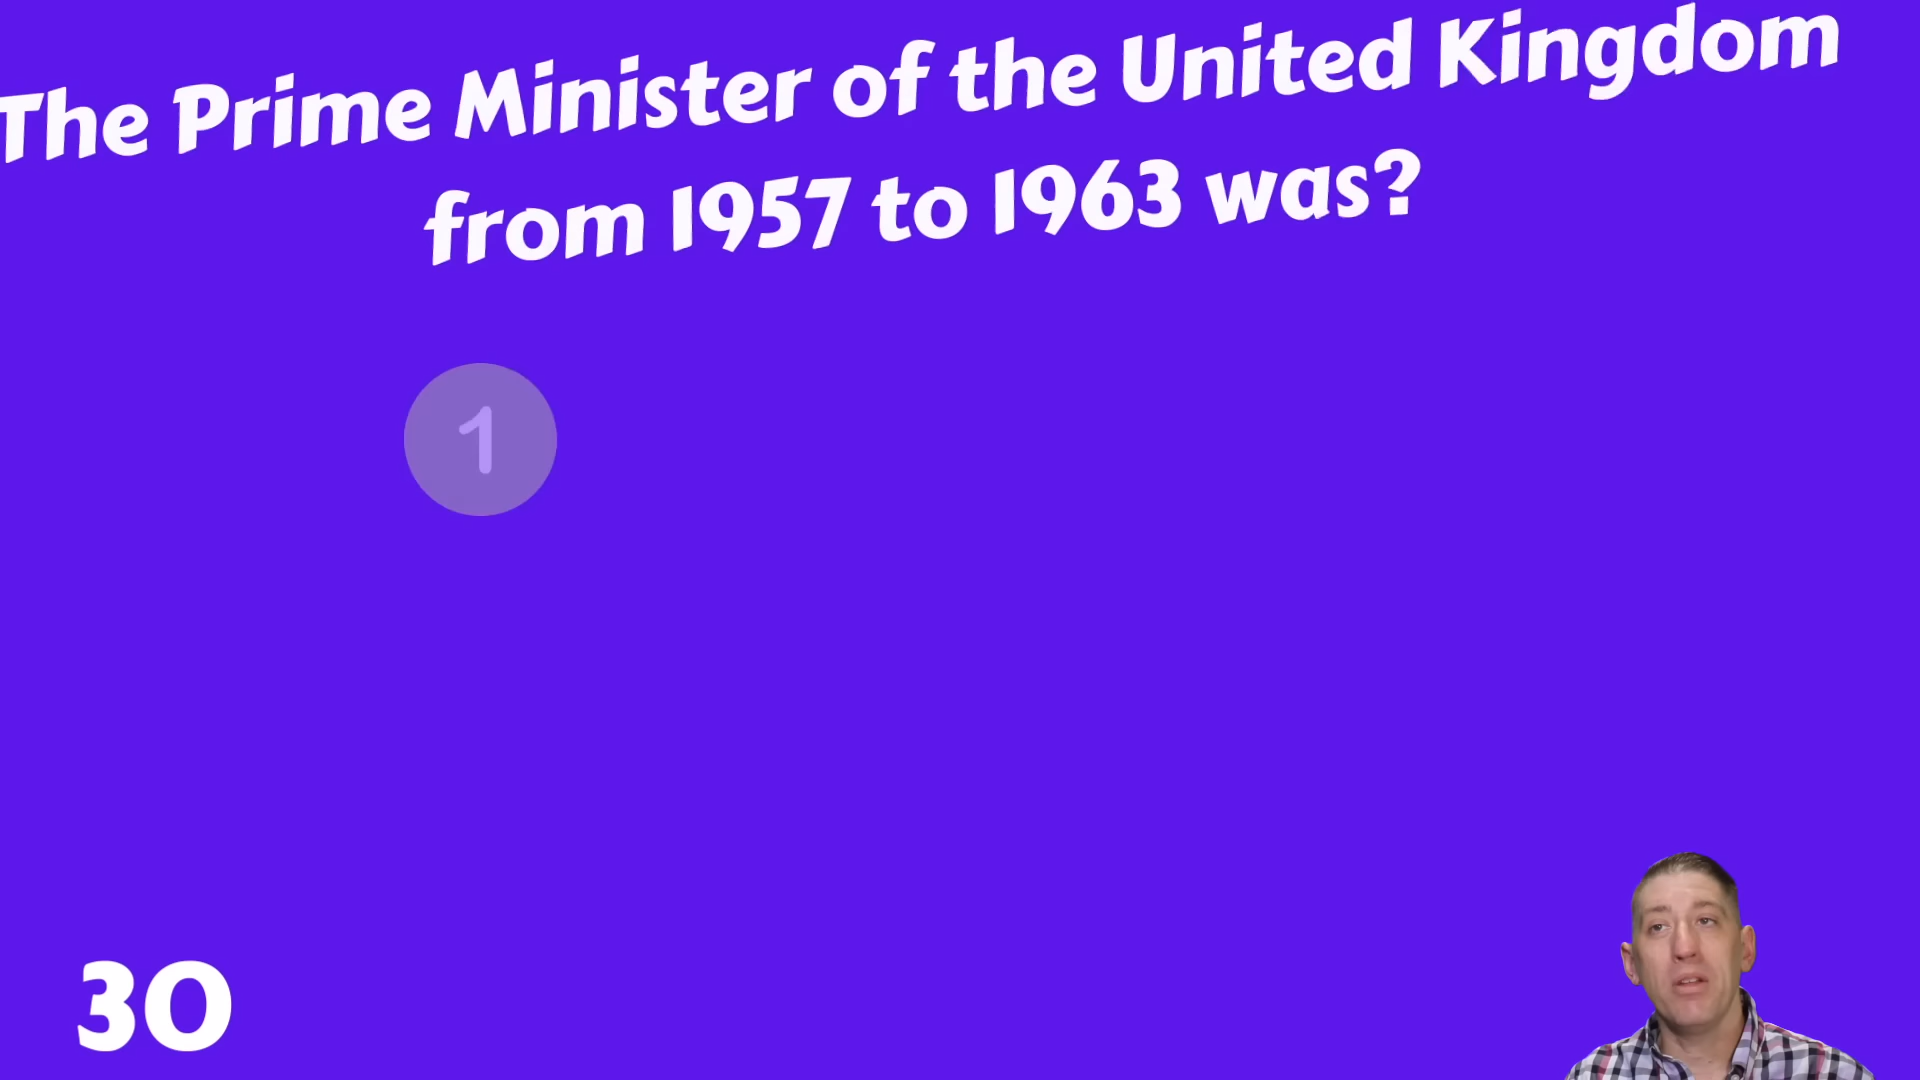 The Prime Minister of the United Kingdom
from 1957 to 1963 was?
1
30